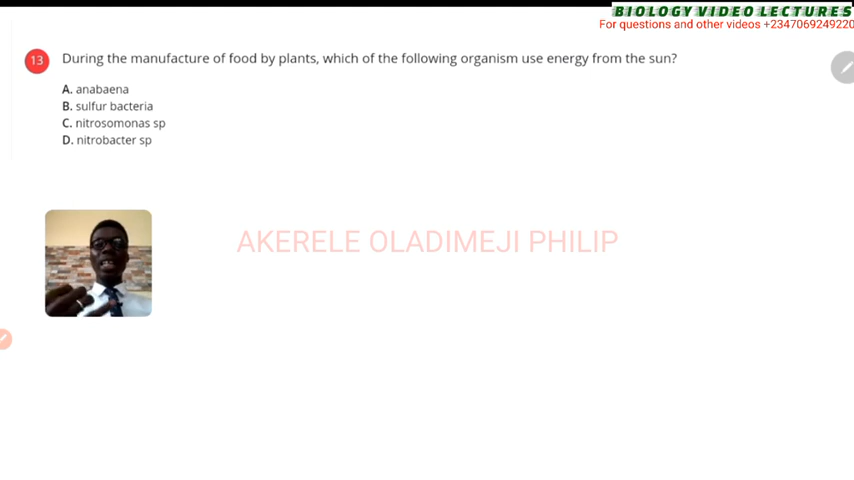 BIOLOGY VIDEO LECTURES
For questions and other videos +2347069249220
13 During the manufacture of food by plants, which of the following organism use energy from the sun?
A. anabaena
B. sulfur bacteria
C. nitrosomonas sp
D. nitrobacter sp
AKERELE OLADIMEJI PHILIP